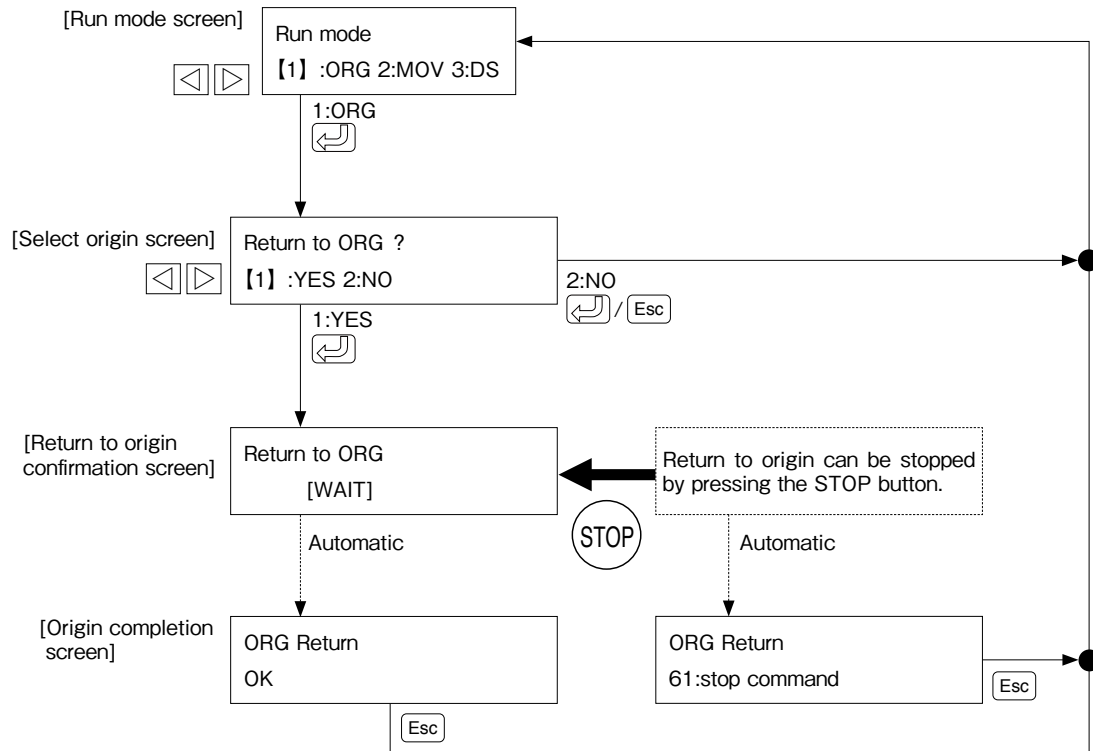 [Run mode screen]
Run mode
【1】:ORG 2:MOV 3:DS
1:ORG
[Select origin screen]
Return to ORG ?
【1】:YES 2:NO
2:NO
/ Esc
1:YES
[Return to origin
confirmation screen]
Return to ORG
[WAIT]
Return to origin can be stopped
by pressing the STOP button.
STOP
Automatic
Automatic
[Origin completion
screen]
ORG Return
OK
Esc
ORG Return
61:stop command
Esc